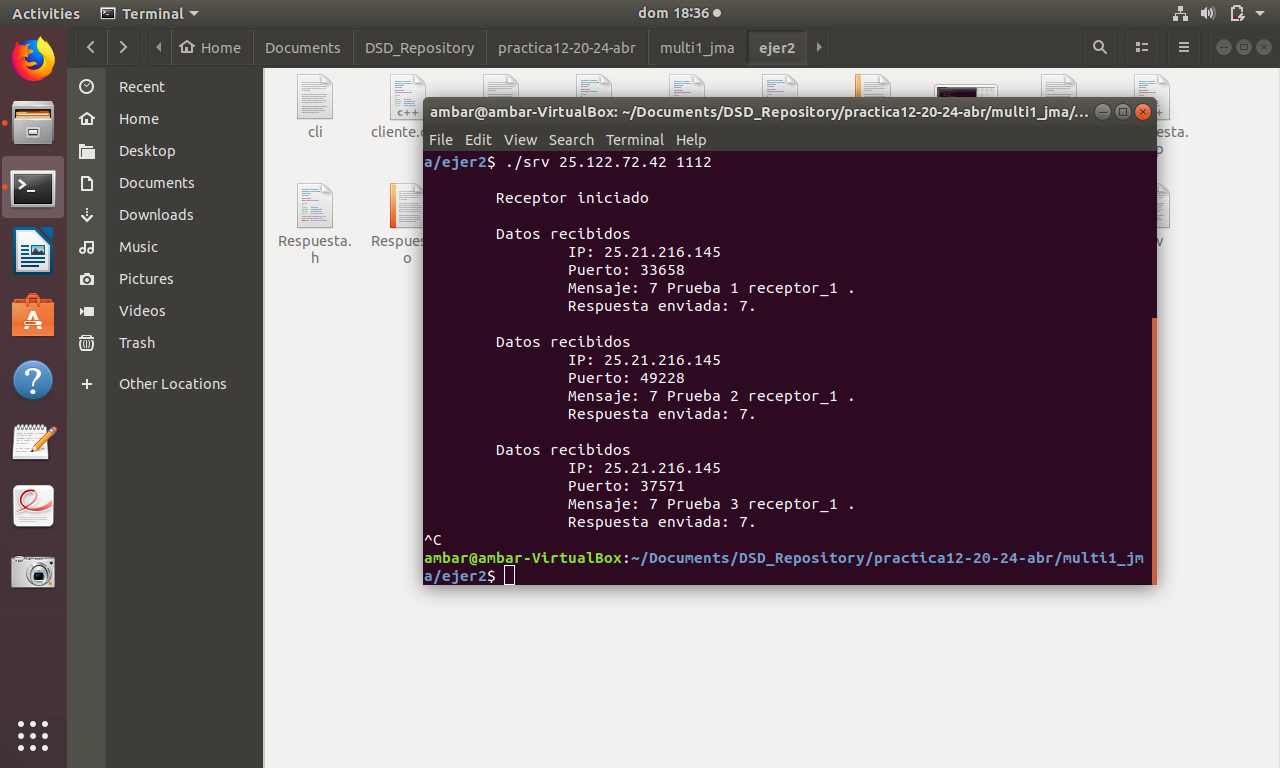 Activities
Terminal
dom 18:36
Home
Documents
DSD_Repository
practica12-20-24-abr
multi1_jma
ejer2
Recent
Home
Desktop
Documents
Downloads
Music
Pictures
Videos
Trash
Other Locations
cli
Respuesta.
h
ambar@ambar-VirtualBox: ~/Documents/DSD_Repository/practica12-20-24-abr/multi1_jma/...
File Edit View Search Terminal Help
a/ejer2$ ./srv 25.122.72.42 1112
Receptor iniciado
Datos recibidos
IP: 25.21.216.145
Puerto: 33658
Mensaje: 7 Prueba 1 receptor_1 .
Respuesta enviada: 7.
Datos recibidos
IP: 25.21.216.145
Puerto: 49228
Mensaje: 7 Prueba 2 receptor_1 .
Respuesta enviada: 7.
Datos recibidos
IP: 25.21.216.145
Puerto: 37571
Mensaje: 7 Prueba 3 receptor_1 .
Respuesta enviada: 7.
^C
ambar@ambar-VirtualBox:~/Documents/DSD_Repository/practica12-20-24-abr/multi1_jm
a/ejer2$